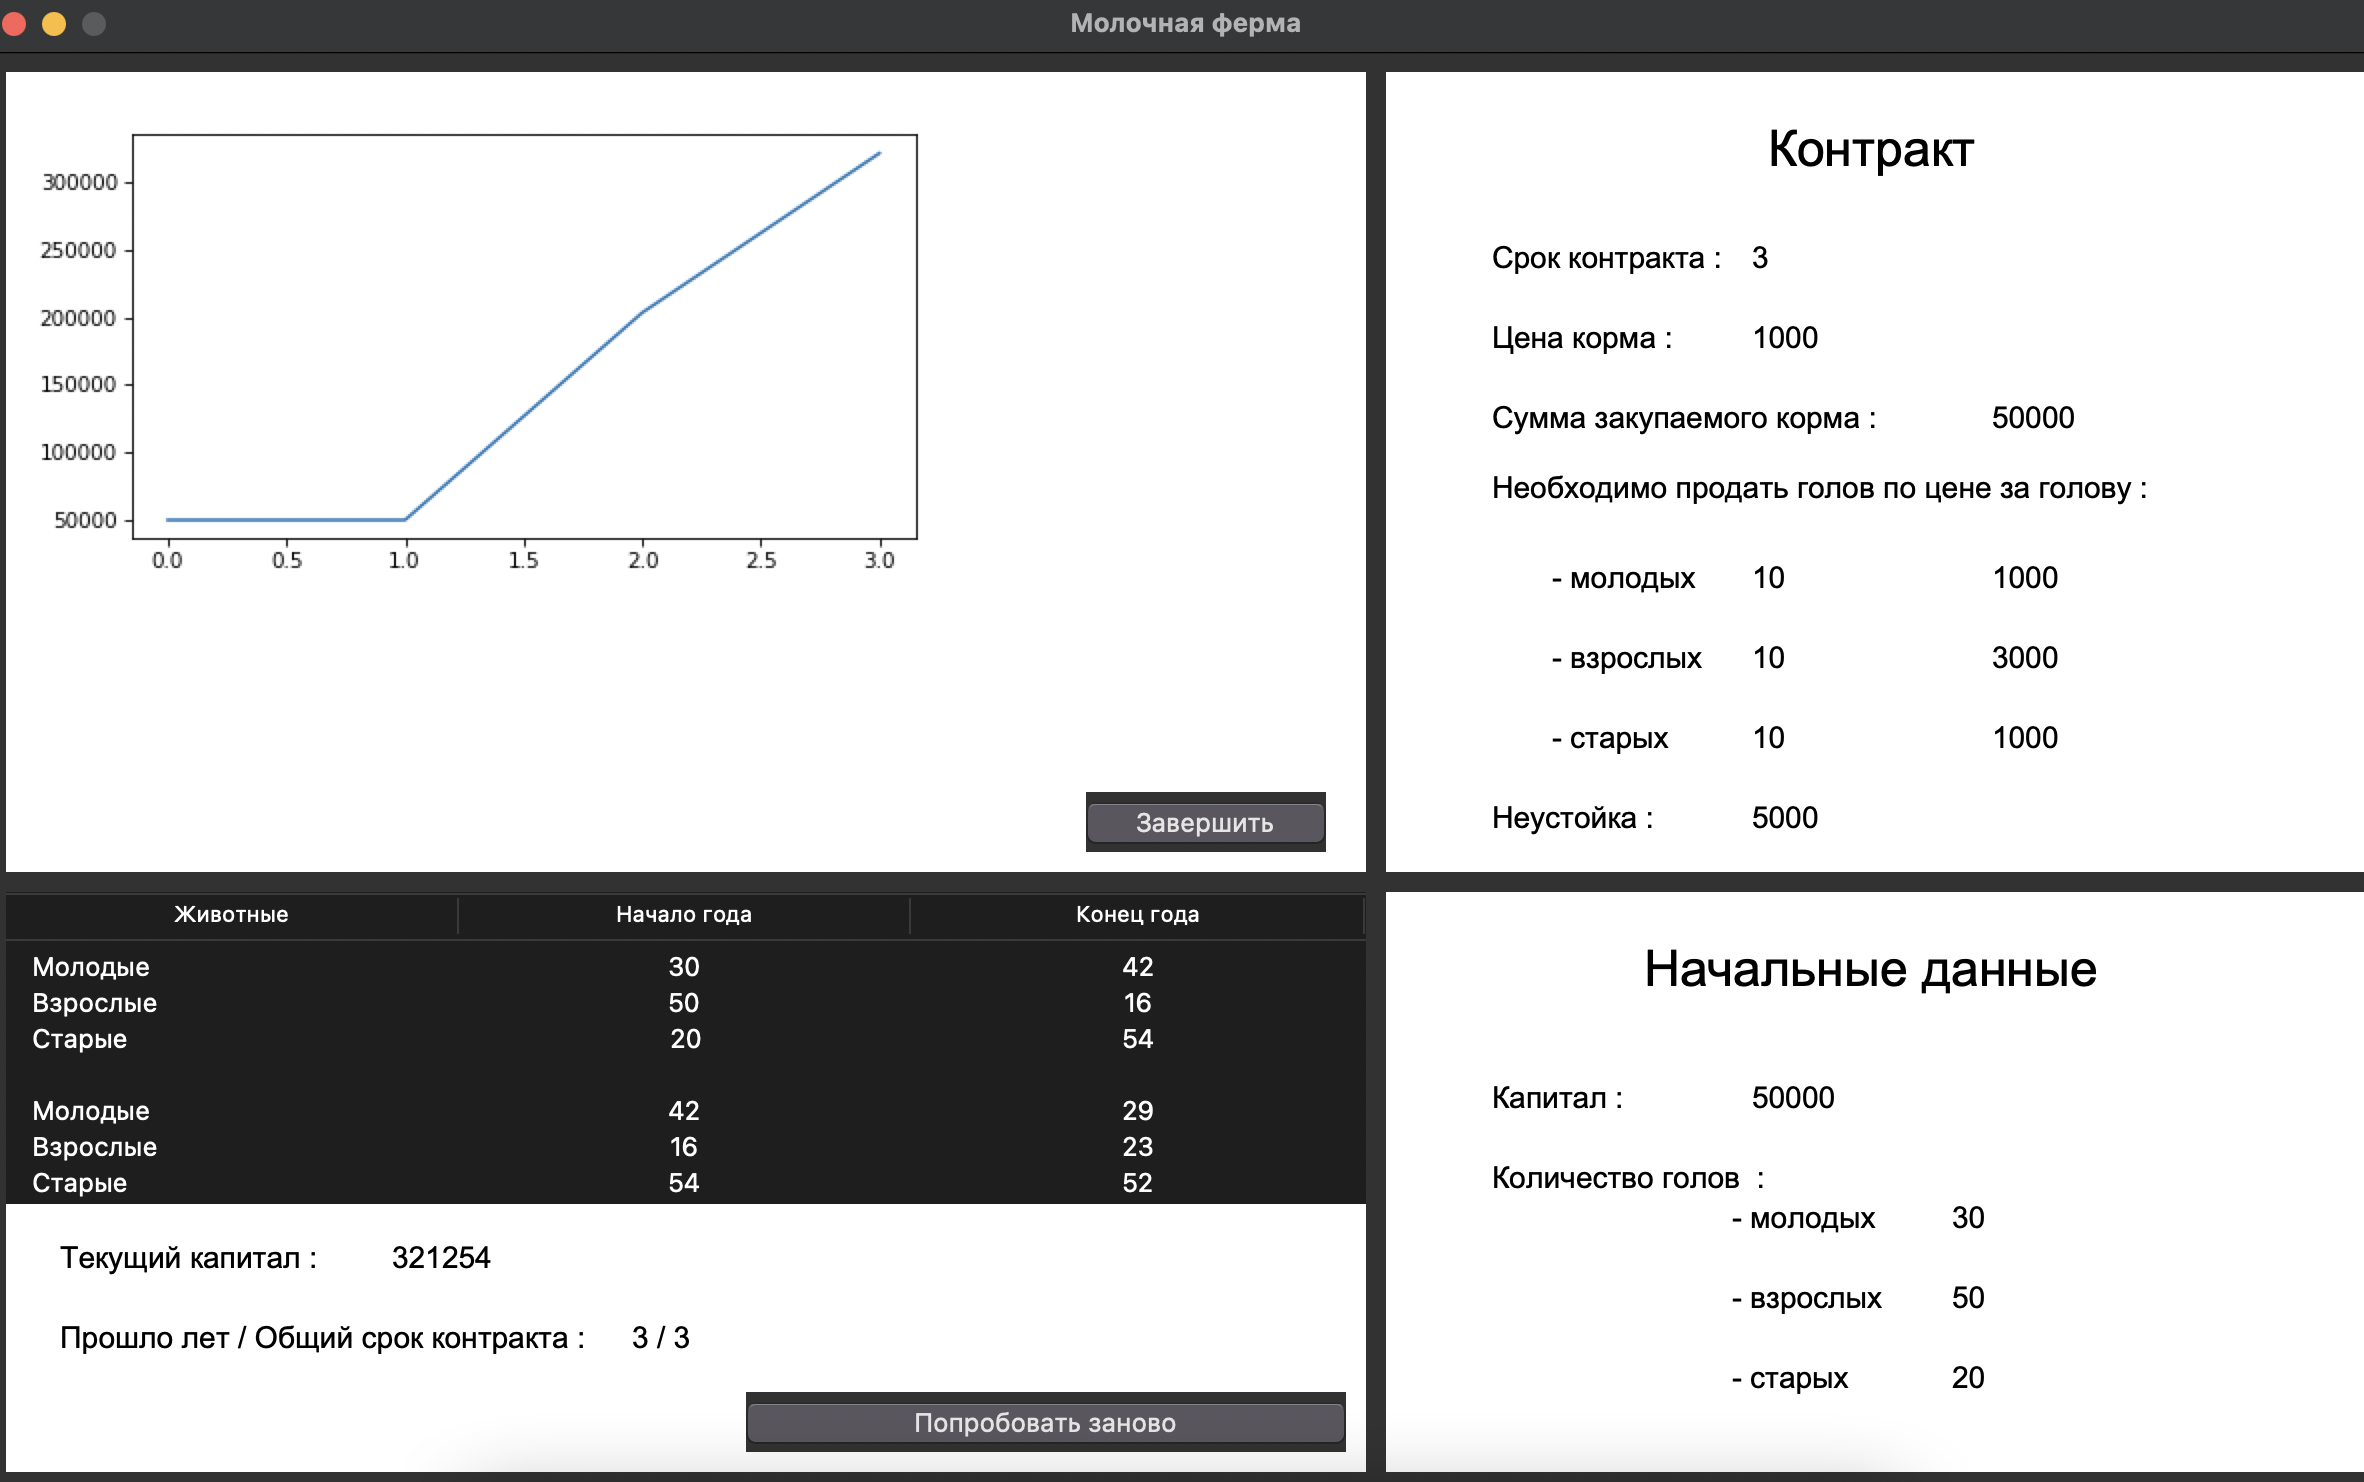 Молочная ферма
300000
250000
200000
150000
100000
50000
0.0 0.5 1.0 1.5 2.0 2.5 3.0
Завершить
Контракт
Срок контракта : 3
Цена корма : 1000
Сумма закупаемого корма : 50000
Необходимо продать голов по цене за голову :
- молодых 10 1000
- взрослых 10 3000
- старых 10 1000
Неустойка : 5000
Животные Начало года Конец года
Молодые 30 42
Взрослые 50 16
Старые 20 54
Молодые 42 29
Взрослые 16 23
Старые 54 52
Текущий капитал : 321254
Прошло лет / Общий срок контракта : 3 / 3
Попробовать заново
Начальные данные
Капитал : 50000
Количество голов :
- молодых 30
- взрослых 50
- старых 20